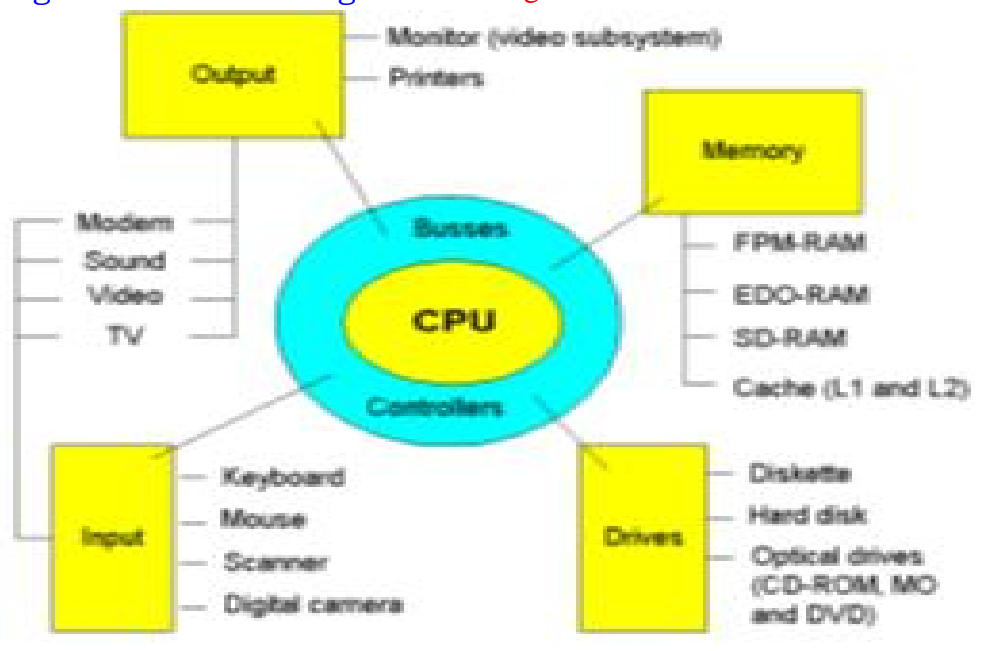 Output
Monitor (video subsystem)
Printers
Memory
Modem
Sound
Video
TV
Busses
CPU
Controllers
FPM-RAM
EDO-RAM
SD-RAM
Cache (L1 and L2)
Input
Keyboard
Mouse
Scanner
Digital camera
Drives
Diskette
Hard disk
Optical drives
(CD-ROM, MO
and DVD)